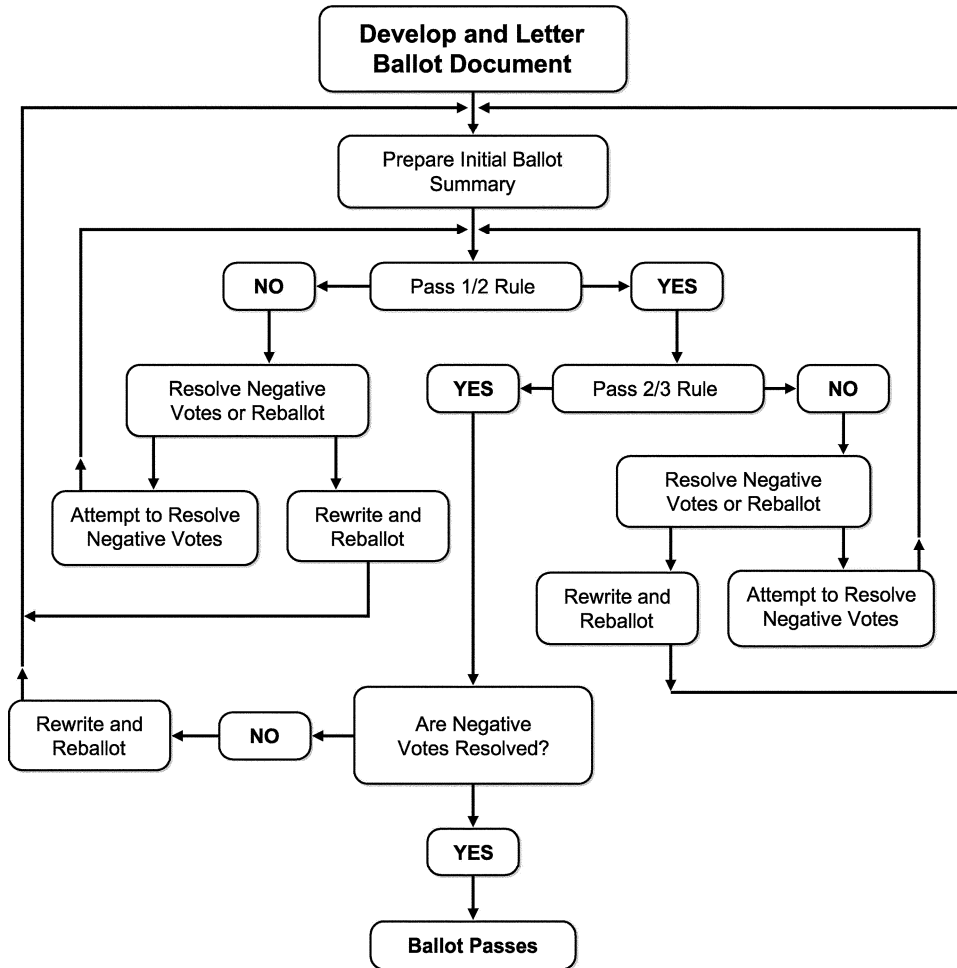 Develop and Letter
Ballot Document
Prepare Initial Ballot
Summary
NO
Pass 1/2 Rule
YES
Resolve Negative
Votes or Reballot
YES
Pass 2/3 Rule
NO
Attempt to Resolve
Negative Votes
Rewrite and
Reballot
Resolve Negative
Votes or Reballot
Rewrite and
Reballot
Attempt to Resolve
Negative Votes
Rewrite and
Reballot
NO
Are Negative
Votes Resolved?
YES
Ballot Passes